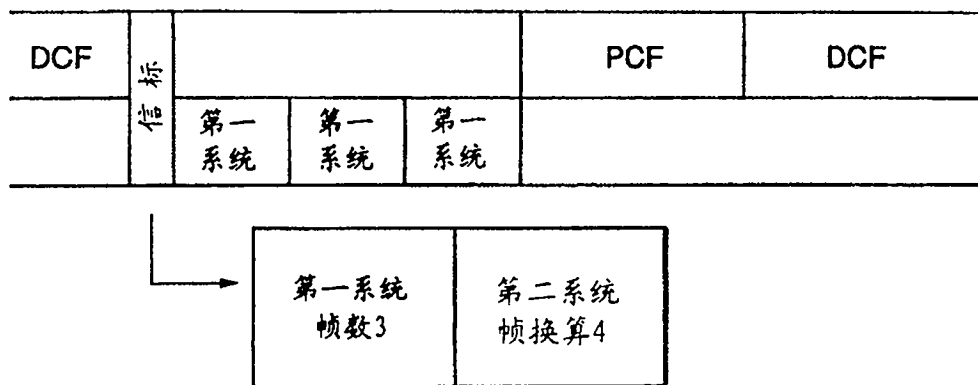 DCF
信标
PCF
DCF
第一
系统
第一
系统
第一
系统
第一系统
帧数3
第二系统
帧换算4